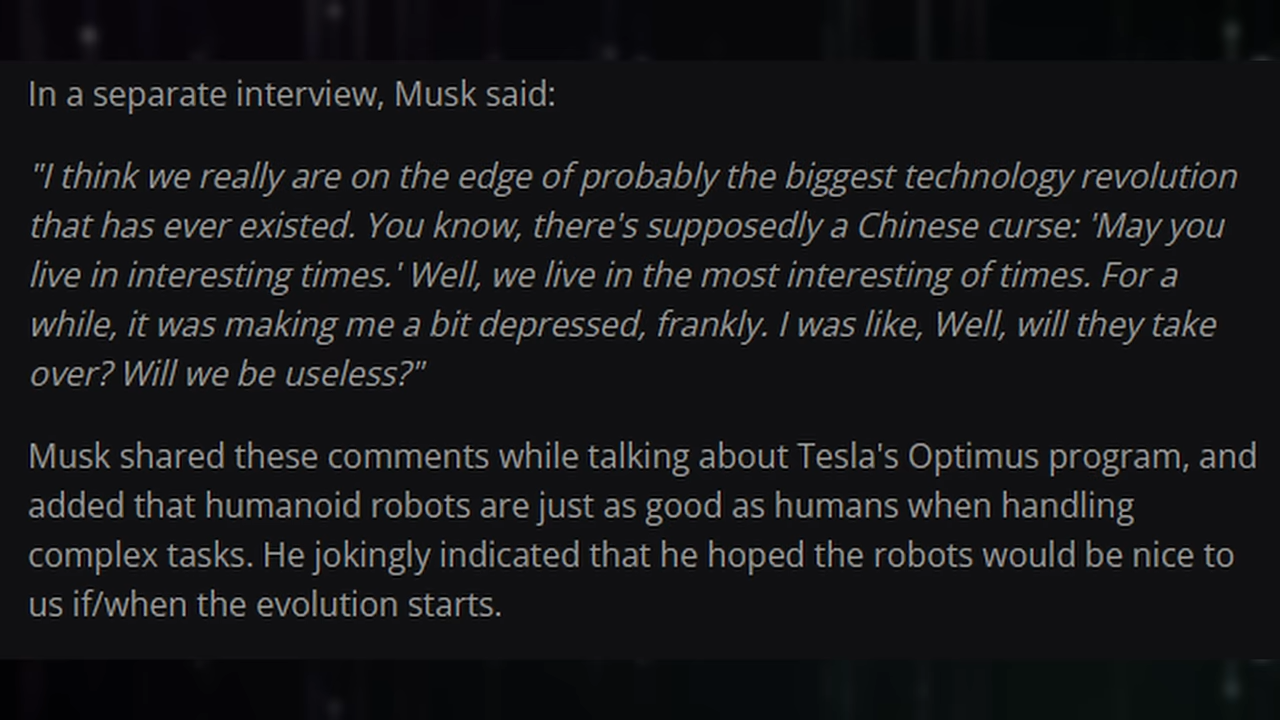 In a separate interview, Musk said:
"I think we really are on the edge of probably the biggest technology revolution
that has ever existed. You know, there's supposedly a Chinese curse: 'May you
live in interesting times.' Well, we live in the most interesting of times. For a
while, it was making me a bit depressed, frankly. I was like, Well, will they take
over? Will we be useless?"
Musk shared these comments while talking about Tesla's Optimus program, and
added that humanoid robots are just as good as humans when handling
complex tasks. He jokingly indicated that he hoped the robots would be nice to
us if/when the evolution starts.